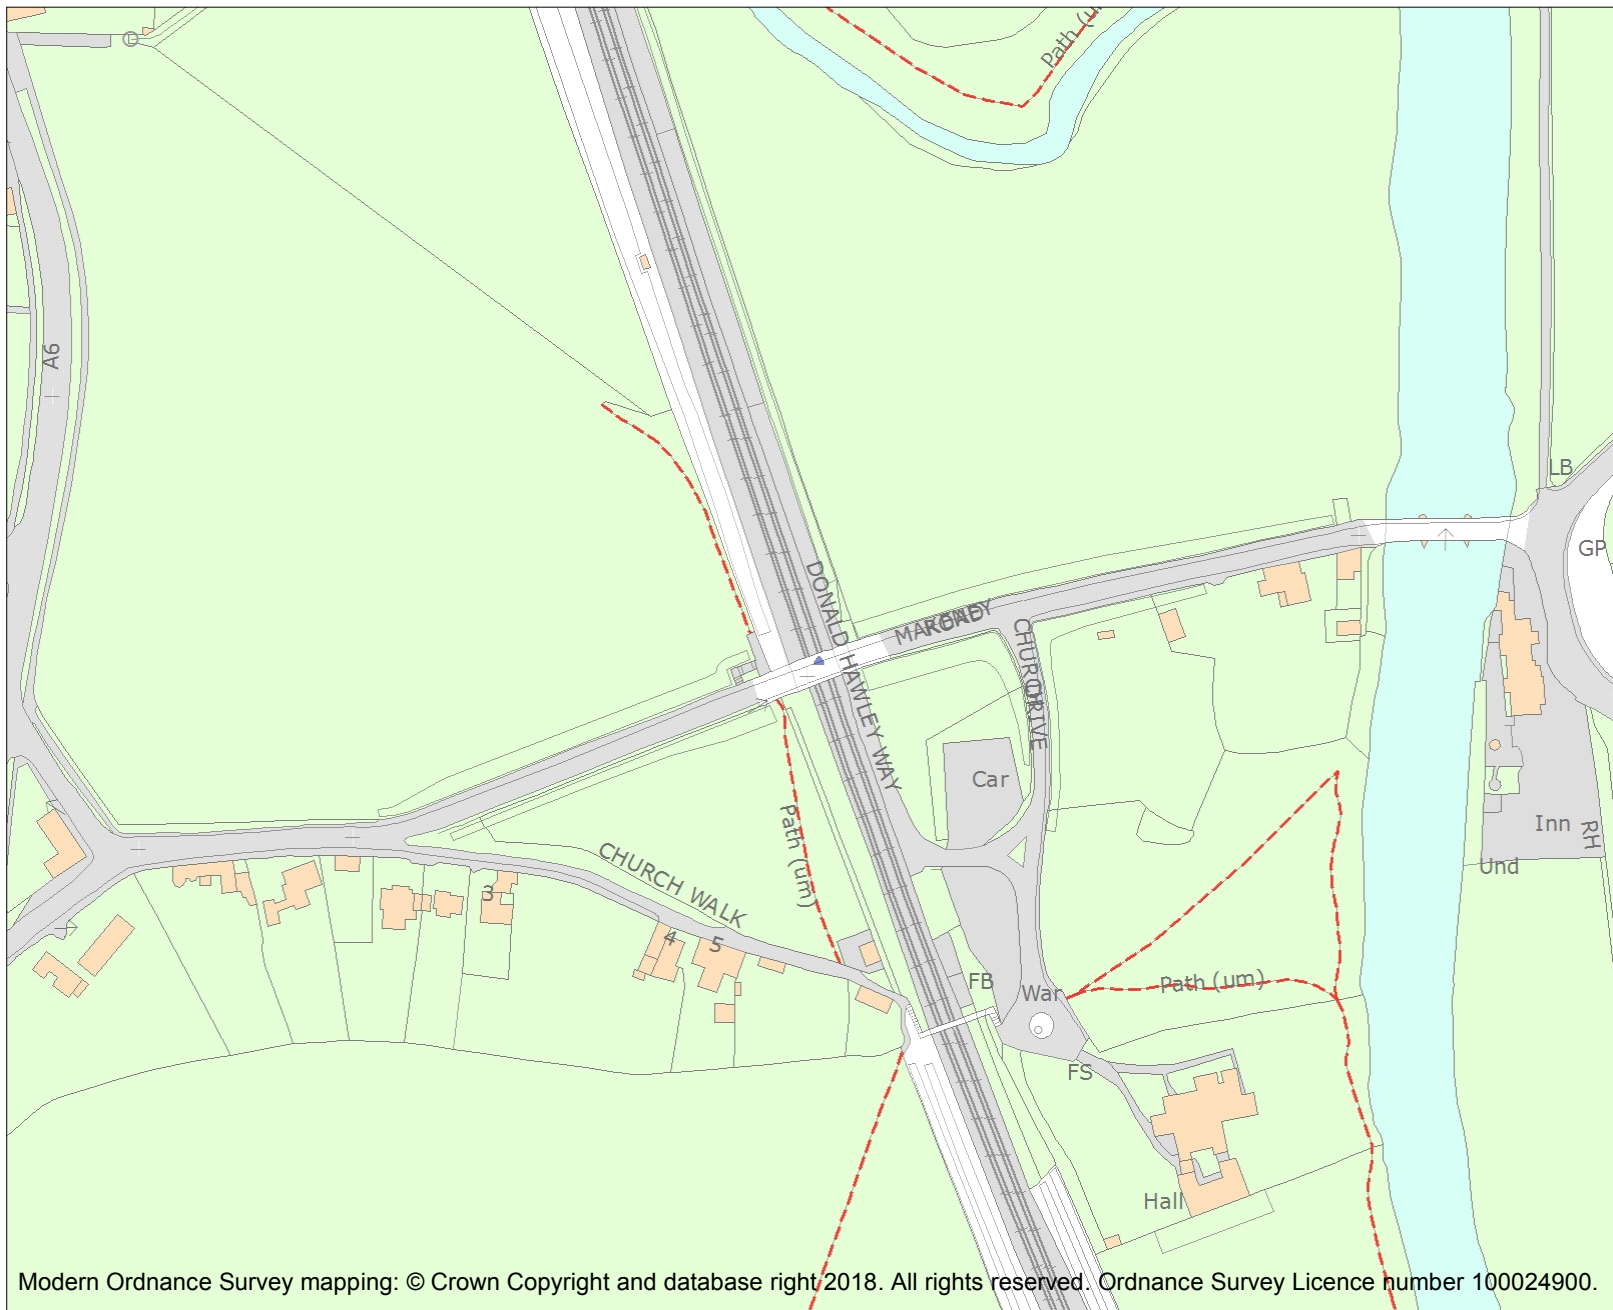 Path (u
A6
LB
GP
DONALD HAWLEY WAY
MAKENEY
ROAD
CHURCH
DRIVE
Car
Path (um)
Inn
RH
Und
CHURCH WALK
3
4
5
FB
War
Path (um)
FS
Hall
Modern Ordnance Survey mapping: © Crown Copyright and database right 2018. All rights reserved. Ordnance Survey Licence number 100024900.